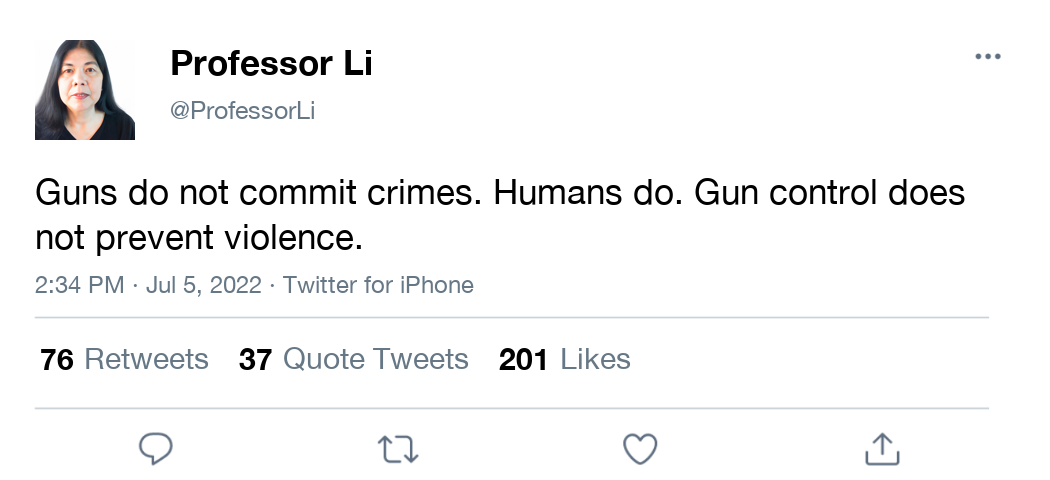 Professor Li
@ProfessorLi
Guns do not commit crimes. Humans do. Gun control does
not prevent violence.
2:34 PM · Jul 5, 2022 · Twitter for iPhone
76 Retweets 37 Quote Tweets 201 Likes